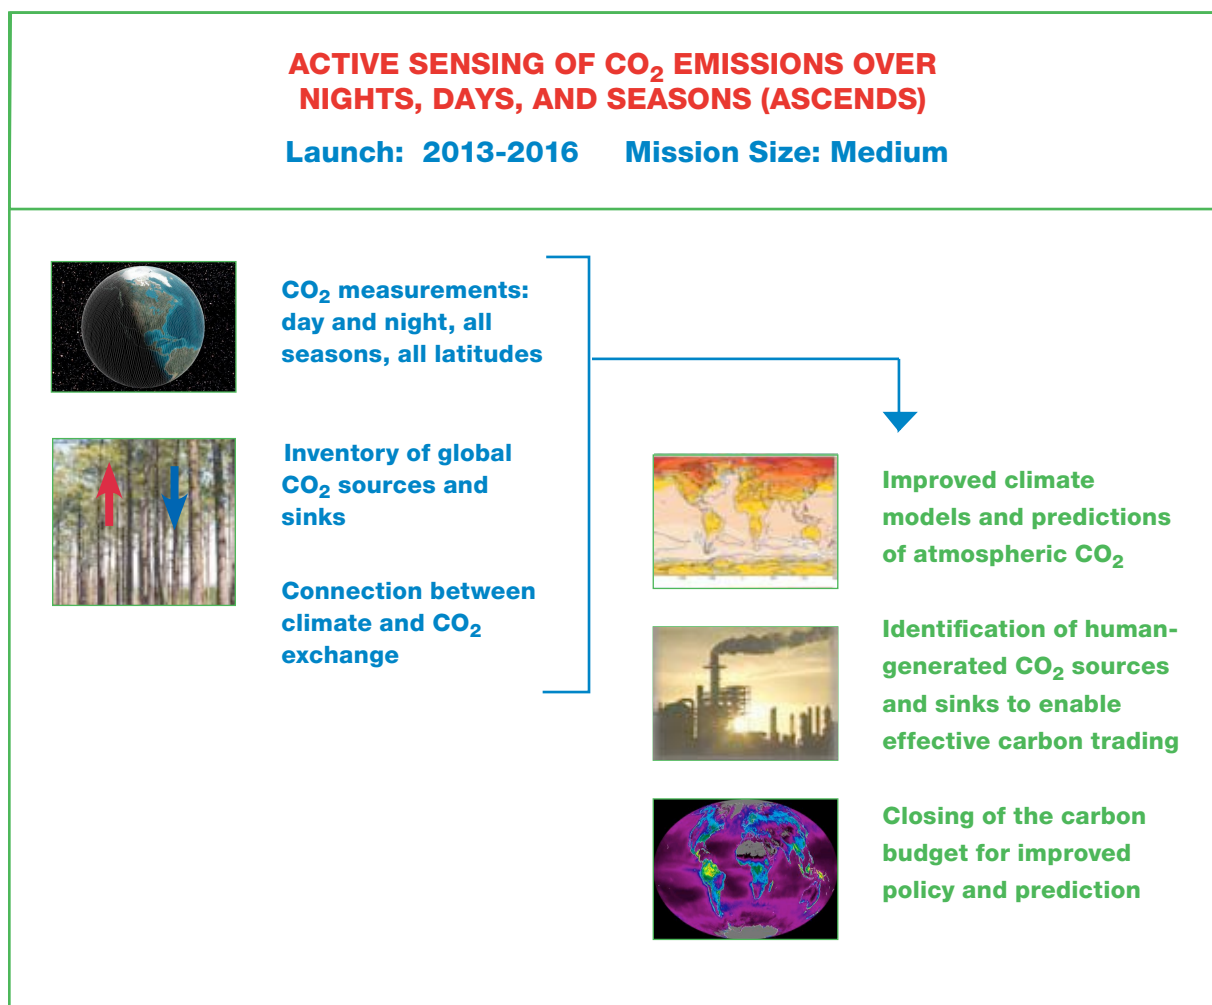 ACTIVE SENSING OF CO₂ EMISSIONS OVER
NIGHTS, DAYS, AND SEASONS (ASCENDS)
Launch: 2013-2016 Mission Size: Medium
CO₂ measurements:
day and night, all
seasons, all latitudes
Inventory of global
CO₂ sources and
sinks
Connection between
climate and CO₂
exchange
Improved climate
models and predictions
of atmospheric CO₂
Identification of human-
generated CO₂ sources
and sinks to enable
effective carbon trading
Closing of the carbon
budget for improved
policy and prediction